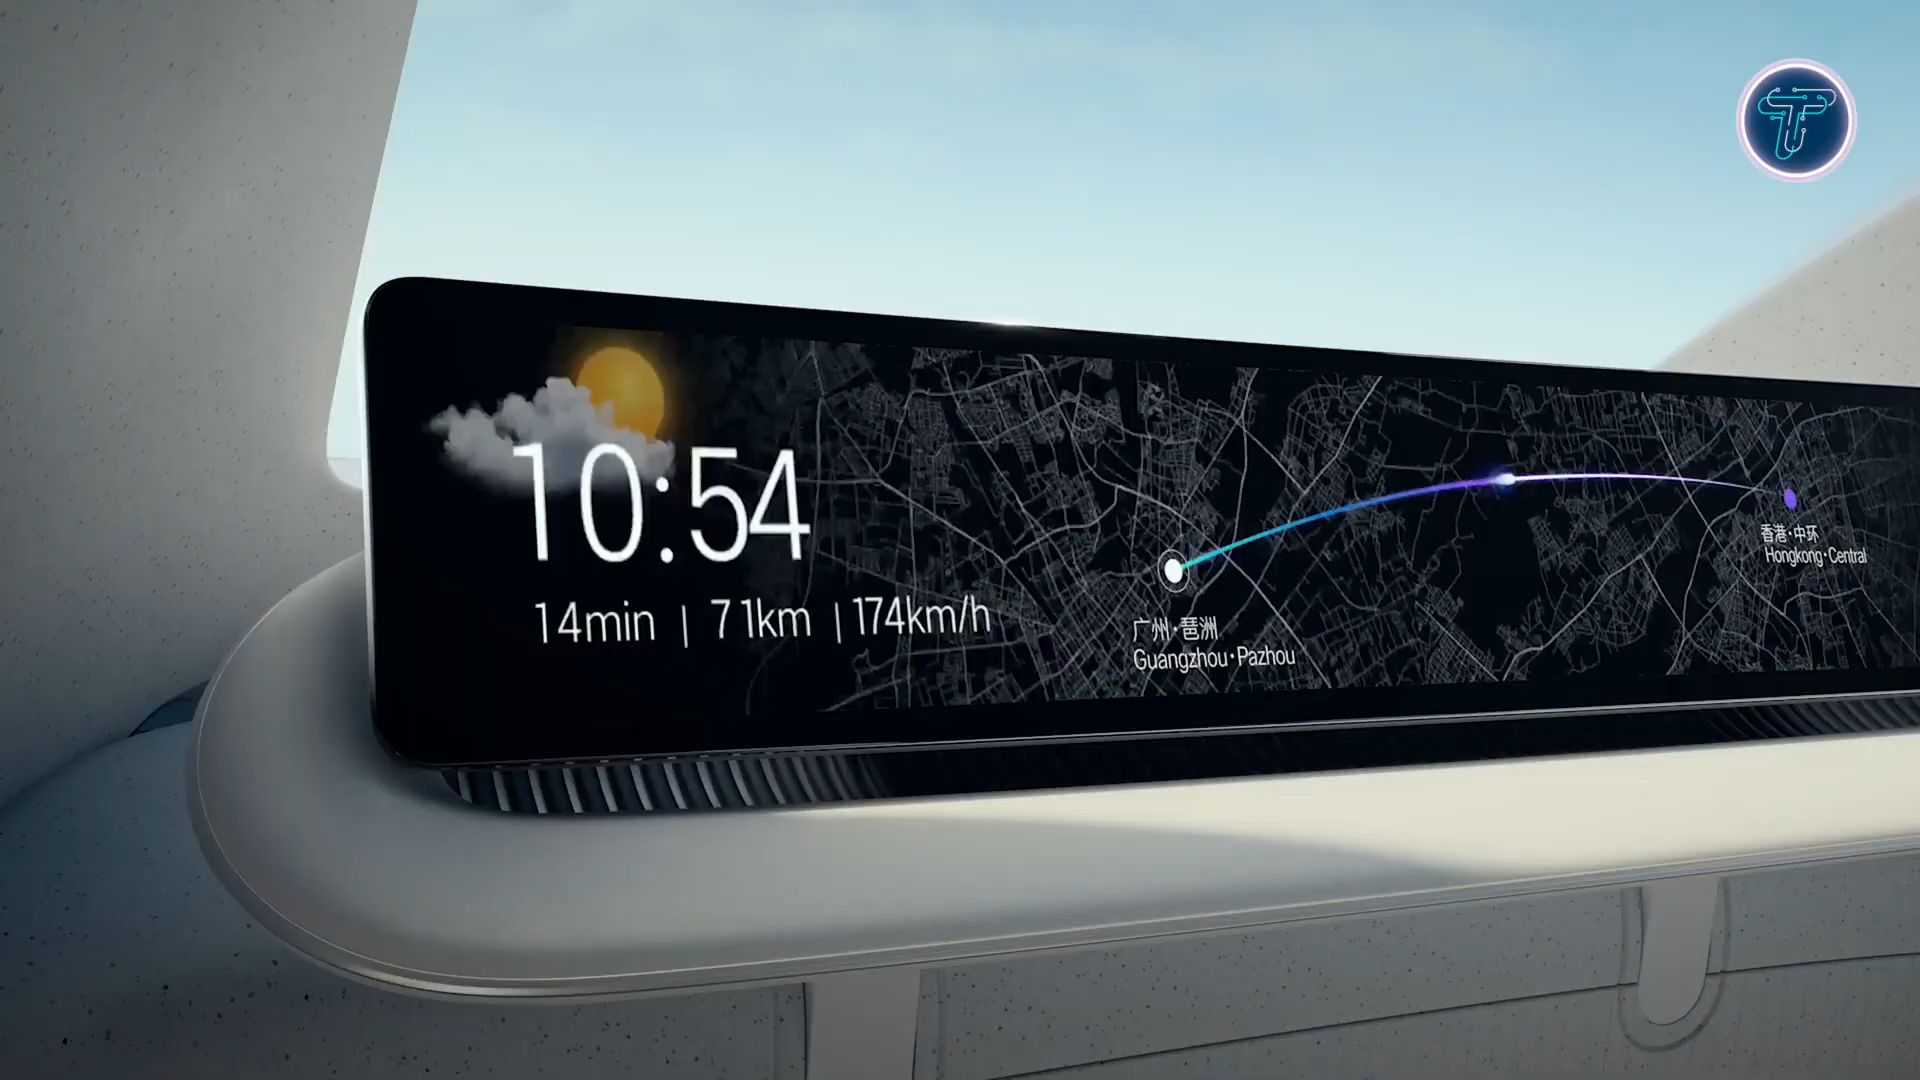 10:54
14min | 71km | 174km/h
广州·琶洲
Guangzhou·Pazhou
香港·中环
Hongkong·Central